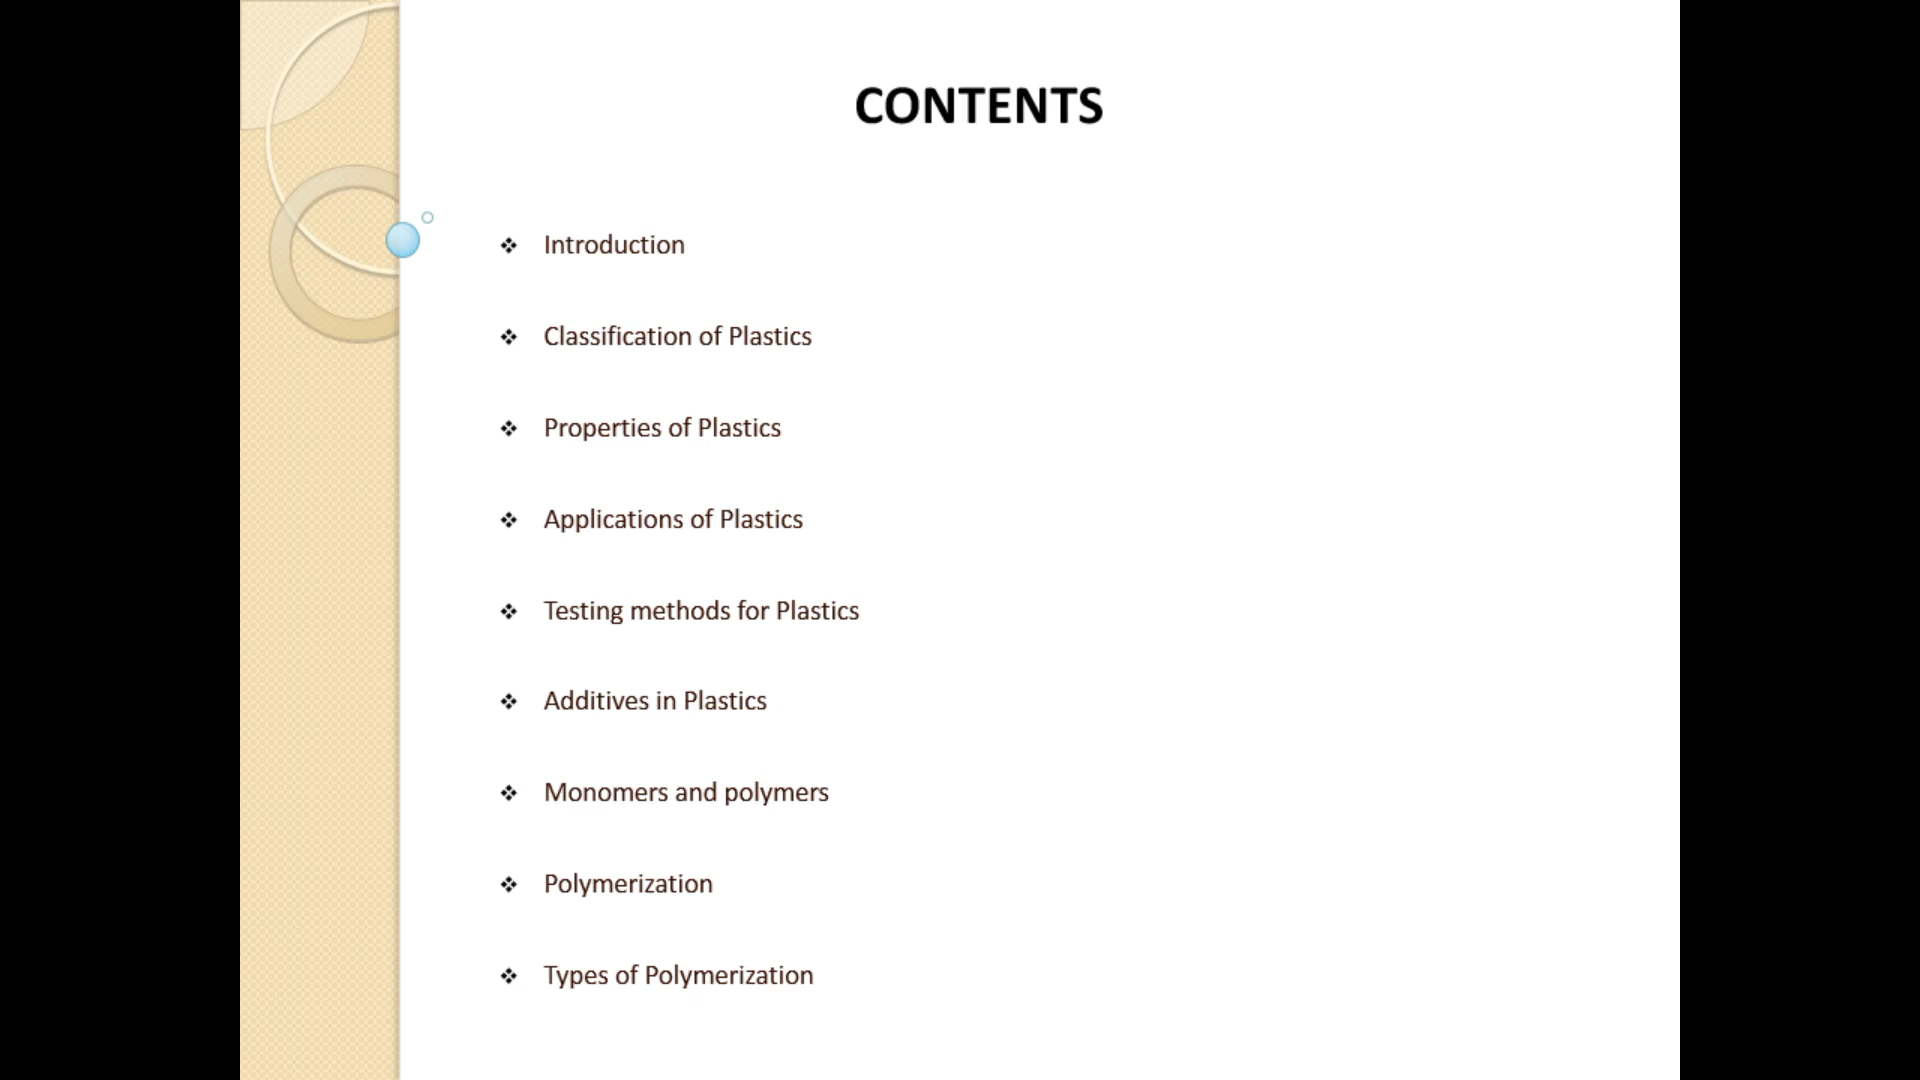 CONTENTS
❖ Introduction
❖ Classification of Plastics
❖ Properties of Plastics
❖ Applications of Plastics
❖ Testing methods for Plastics
❖ Additives in Plastics
❖ Monomers and polymers
❖ Polymerization
❖ Types of Polymerization